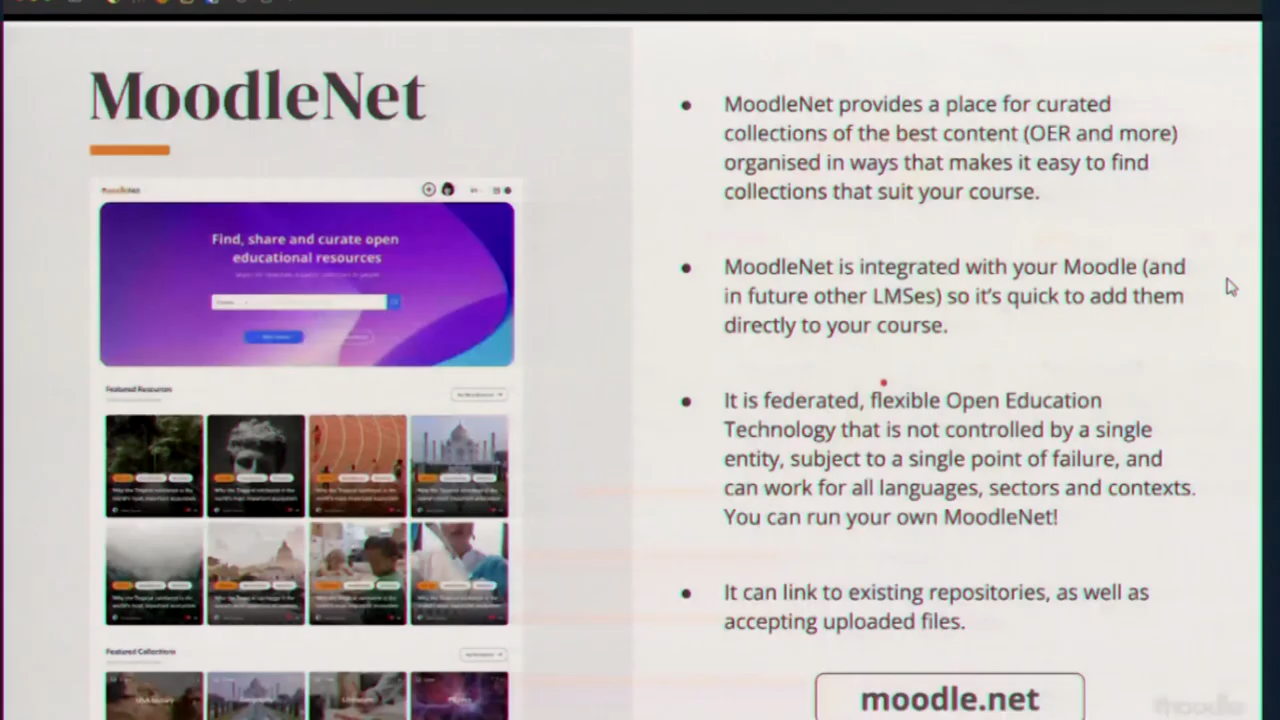 MoodleNet
MoodleNet
Find, share and curate open
educational resources
Featured Resources
Featured Collections
MoodleNet provides a place for curated
collections of the best content (OER and more)
organised in ways that makes it easy to find
collections that suit your course.
MoodleNet is integrated with your Moodle (and
in future other LMSes) so it's quick to add them
directly to your course.
It is federated, flexible Open Education
Technology that is not controlled by a single
entity, subject to a single point of failure, and
can work for all languages, sectors and contexts.
You can run your own MoodleNet!
It can link to existing repositories, as well as
accepting uploaded files.
moodle.net
moodle